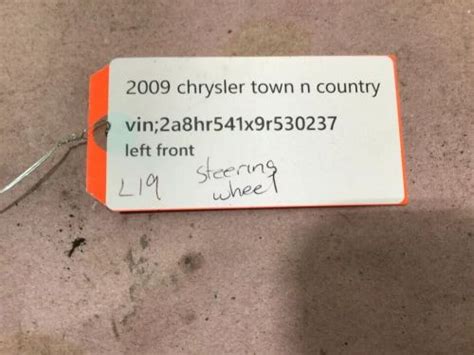 2009 chrysler town n country
vin;2a8hr541x9r530237
left front
L19 steering
wheel